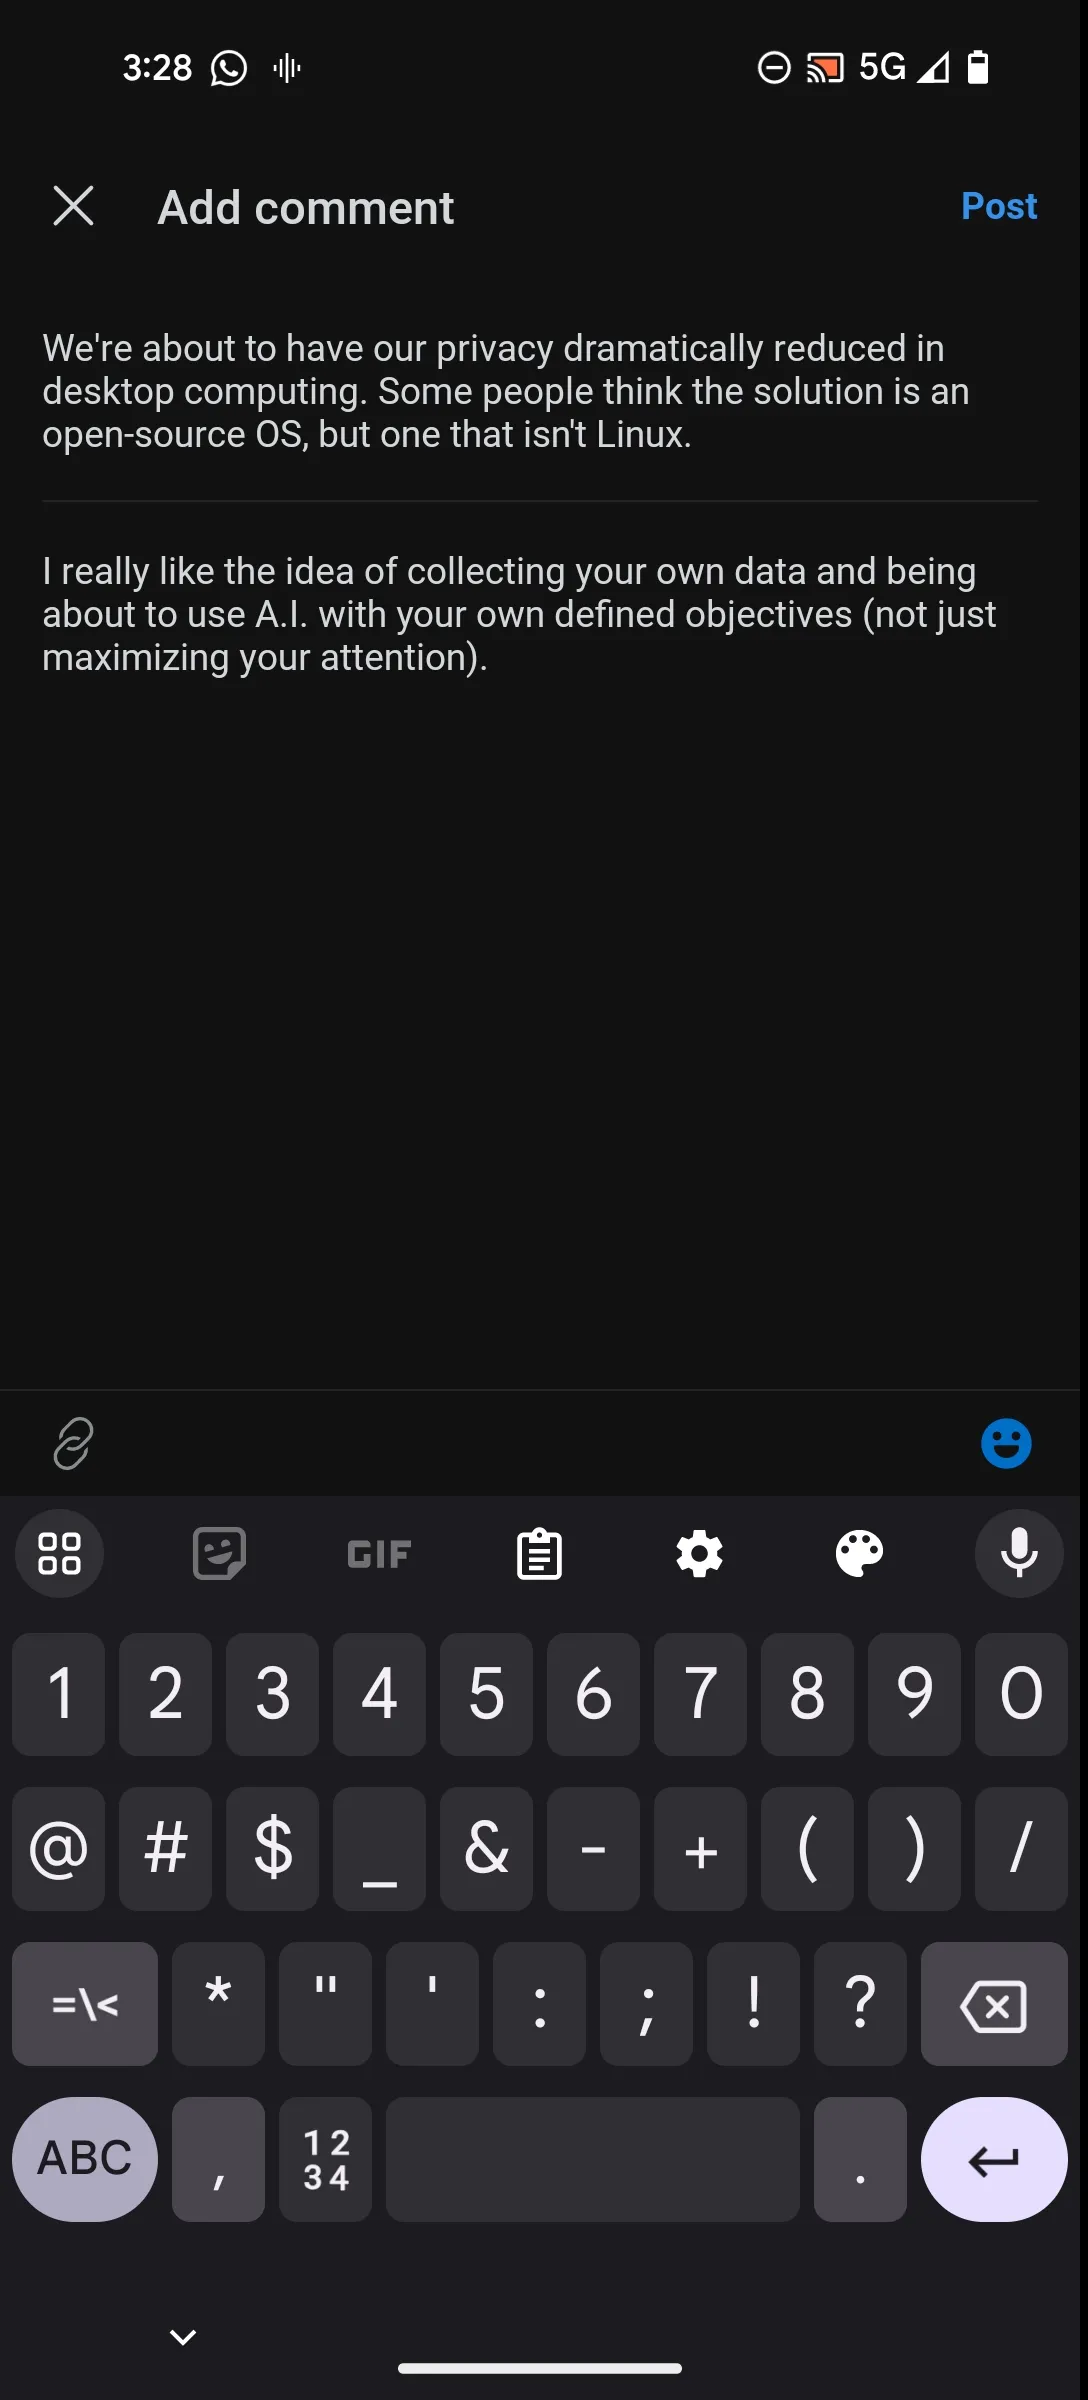 3:28 5G
Add comment Post
We're about to have our privacy dramatically reduced in
desktop computing. Some people think the solution is an
open-source OS, but one that isn't Linux.
I really like the idea of collecting your own data and being
about to use A.I. with your own defined objectives (not just
maximizing your attention).
GIF
1 2 3 4 5 6 7 8 9 0
@ # $ _ & - + ( ) /
=\< * " ' : ; ! ?
ABC , 12 .
34